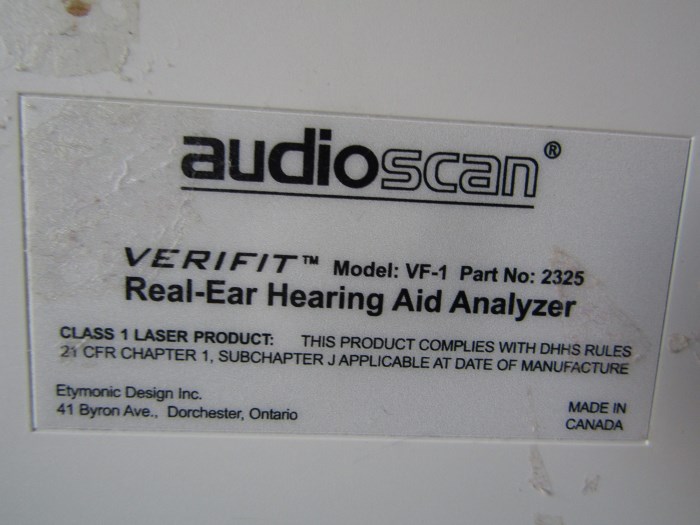 audioscan®
VERIFIT™ Model: VF-1 Part No: 2325
Real-Ear Hearing Aid Analyzer
CLASS 1 LASER PRODUCT: THIS PRODUCT COMPLIES WITH DHHS RULES
21 CFR CHAPTER 1, SUBCHAPTER J APPLICABLE AT DATE OF MANUFACTURE
Etymonic Design Inc.
41 Byron Ave., Dorchester, Ontario
MADE IN
CANADA